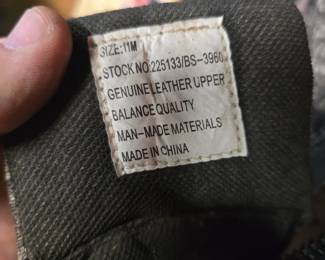 SIZE:11M
STOCK NO.225133/BS-3960
GENUINE LEATHER UPPER
BALANCE QUALITY
MAN-MADE MATERIALS
MADE IN CHINA